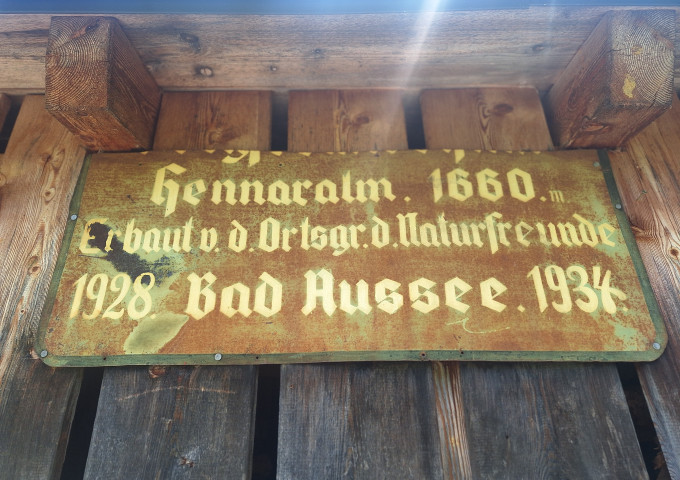 Hennaralm. 1660.m
Erbaut v. d. Ortsgr. d. Naturfreunde
1928. Bad Aussee. 1934.